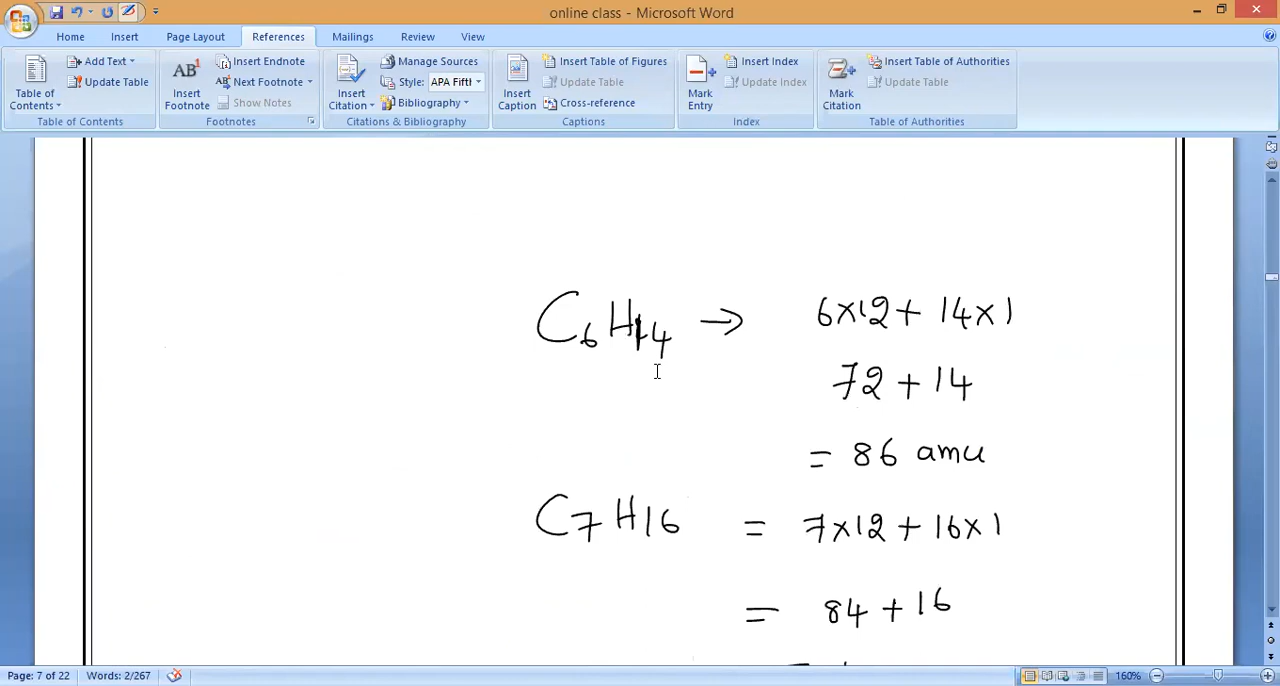 online class - Microsoft Word
Home Insert Page Layout References Mailings Review View
Table of Contents
Add Text
Update Table
Table of Contents
AB1
Insert Footnote
Insert Endnote
Next Footnote
Show Notes
Footnotes
Insert Citation
Manage Sources
Style: APA Fifth
Bibliography
Citations & Bibliography
Insert Caption
Insert Table of Figures
Update Table
Cross-reference
Captions
Mark Entry
Insert Index
Update Index
Index
Mark Citation
Insert Table of Authorities
Update Table
Table of Authorities
C6H14 → 6×12 + 14×1
72 + 14
= 86 amu
C7H16 = 7×12 + 16×1
= 84 + 16
Page: 7 of 22 Words: 2/267 160%